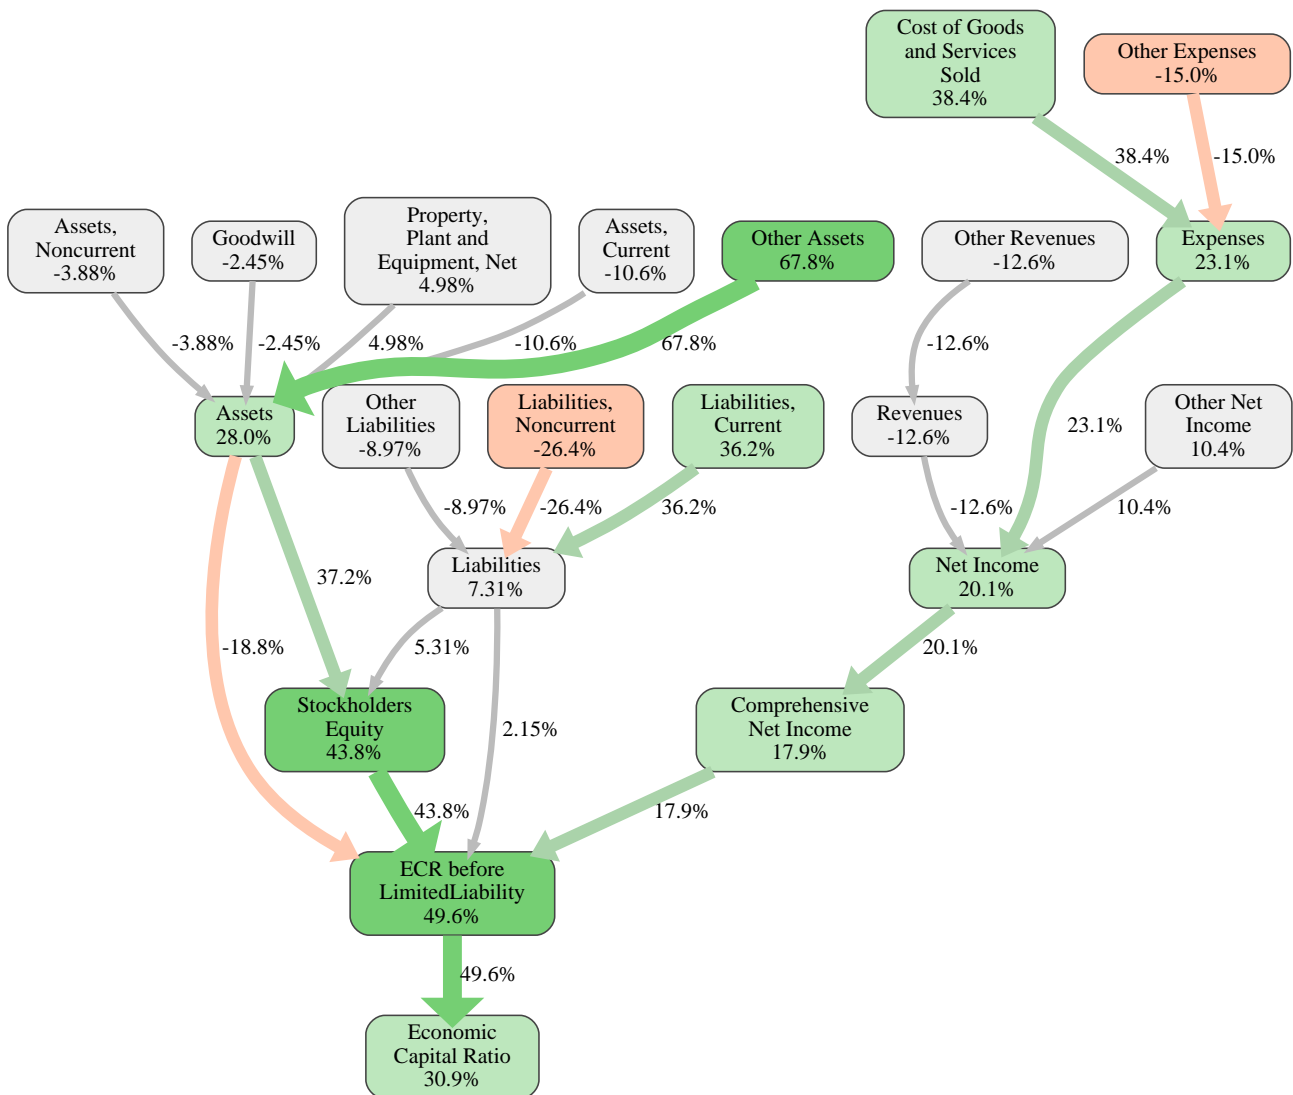 Cost of Goods
and Services
Sold
38.4%
Other Expenses
-15.0%
38.4%
-15.0%
Assets,
Noncurrent
-3.88%
Goodwill
-2.45%
Property,
Plant and
Equipment, Net
4.98%
Assets,
Current
-10.6%
Other Assets
67.8%
Other Revenues
-12.6%
Expenses
23.1%
-3.88%
-2.45%
4.98%
-10.6%
67.8%
-12.6%
23.1%
Assets
28.0%
Other
Liabilities
-8.97%
Liabilities,
Noncurrent
-26.4%
Liabilities,
Current
36.2%
Revenues
-12.6%
Other Net
Income
10.4%
-8.97%
-26.4%
36.2%
-12.6%
10.4%
37.2%
Liabilities
7.31%
Net Income
20.1%
-18.8%
5.31%
20.1%
Stockholders
Equity
43.8%
2.15%
Comprehensive
Net Income
17.9%
43.8%
17.9%
ECR before
LimitedLiability
49.6%
49.6%
Economic
Capital Ratio
30.9%